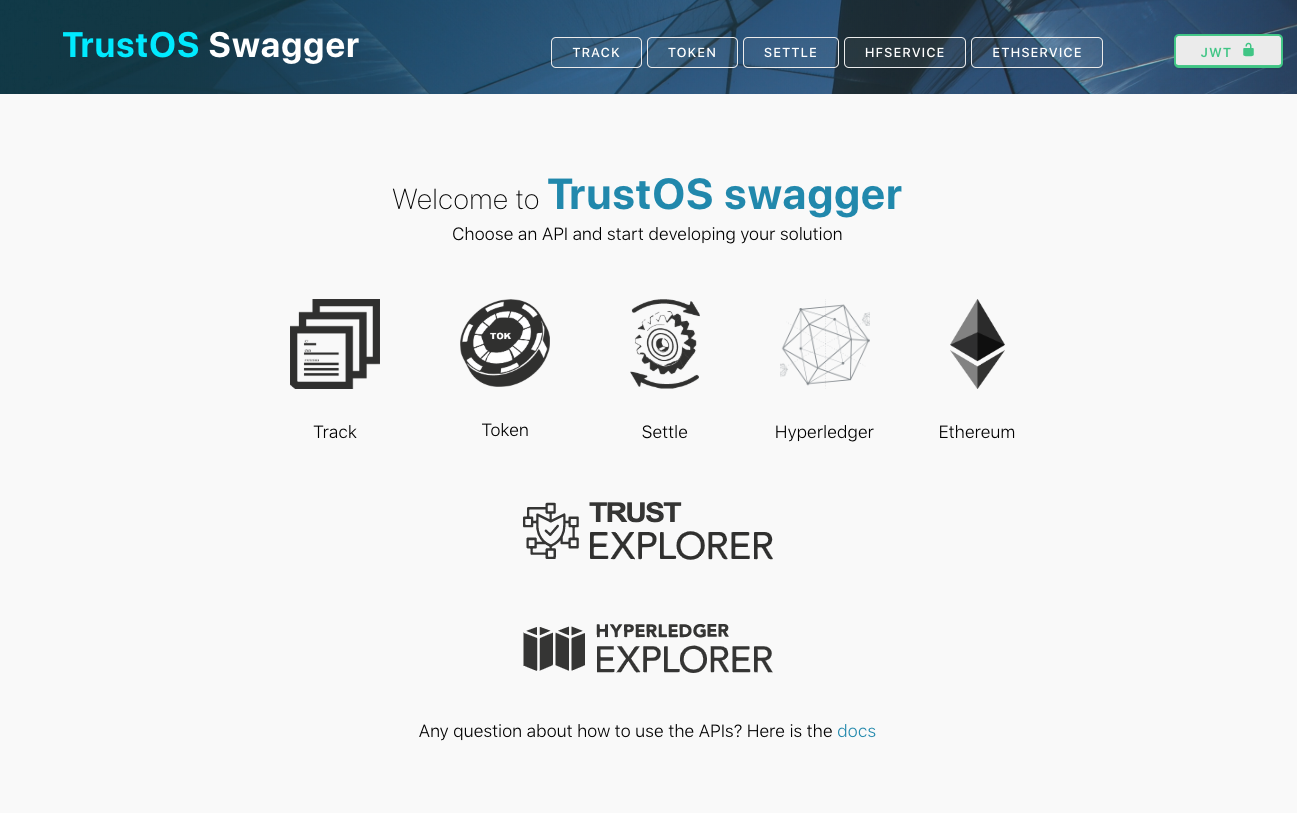 TrustOS Swagger
TRACK TOKEN SETTLE HFSERVICE ETHSERVICE JWT
Welcome to TrustOS swagger
Choose an API and start developing your solution
TOK
Track Token Settle Hyperledger Ethereum
TRUST
EXPLORER
HYPERLEDGER
EXPLORER
Any question about how to use the APIs? Here is the docs